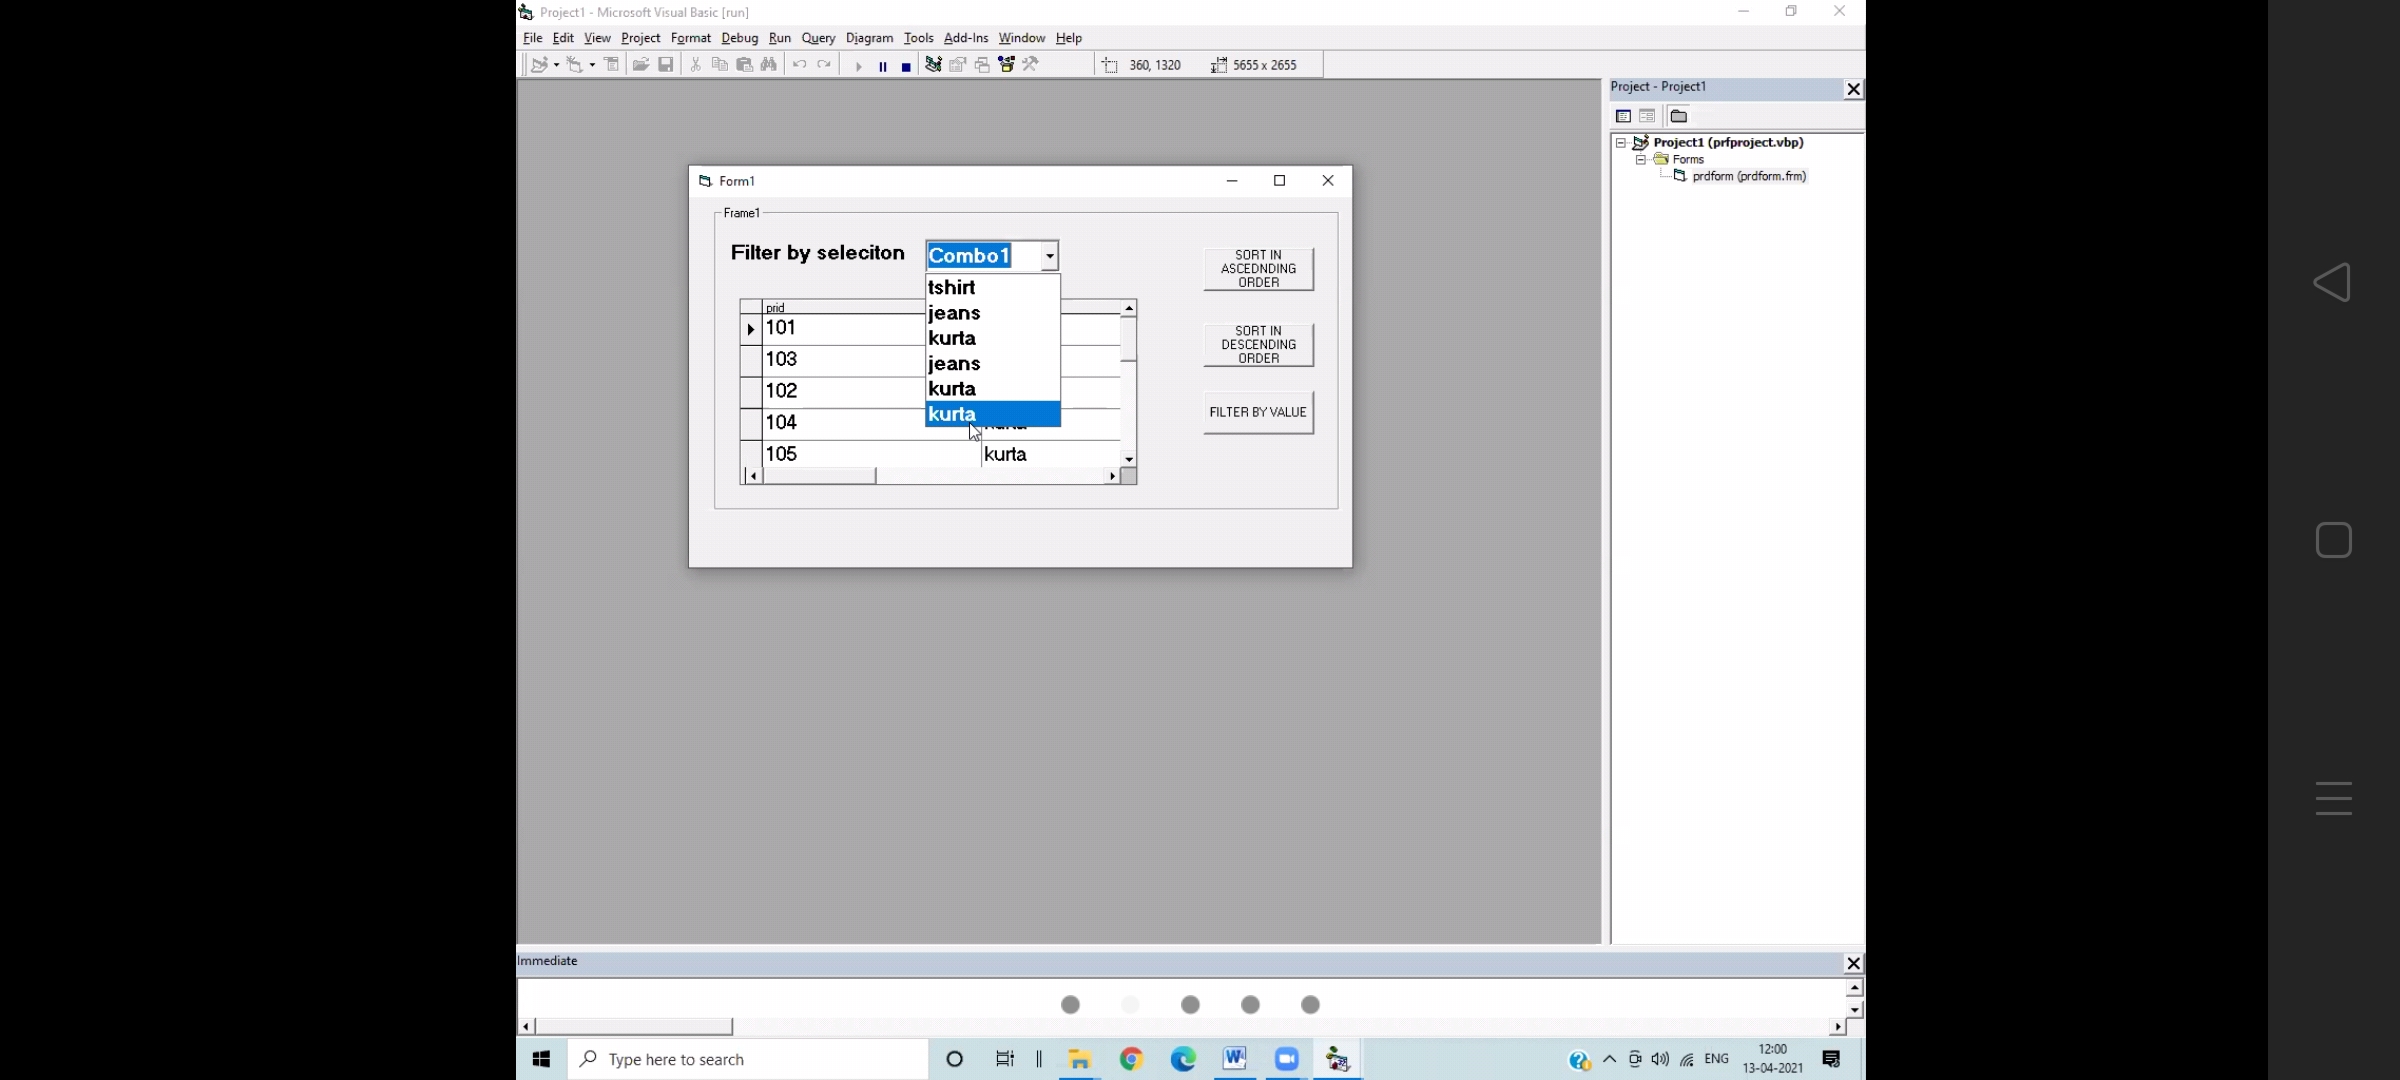 Project1 - Microsoft Visual Basic [run]
File Edit View Project Format Debug Run Query Diagram Tools Add-Ins Window Help
360, 1320 5655 x 2655
Project - Project1
Project1 (prfproject.vbp)
Forms
prdform (prdform.frm)
Form1
Frame1
Filter by seleciton
Combo1
tshirt
jeans
kurta
jeans
kurta
kurta
prid
101
103
102
104
105 kurta
SORT IN
ASCEDNDING
ORDER
SORT IN
DESCENDING
ORDER
FILTER BY VALUE
Immediate
Type here to search
ENG
12:00
13-04-2021